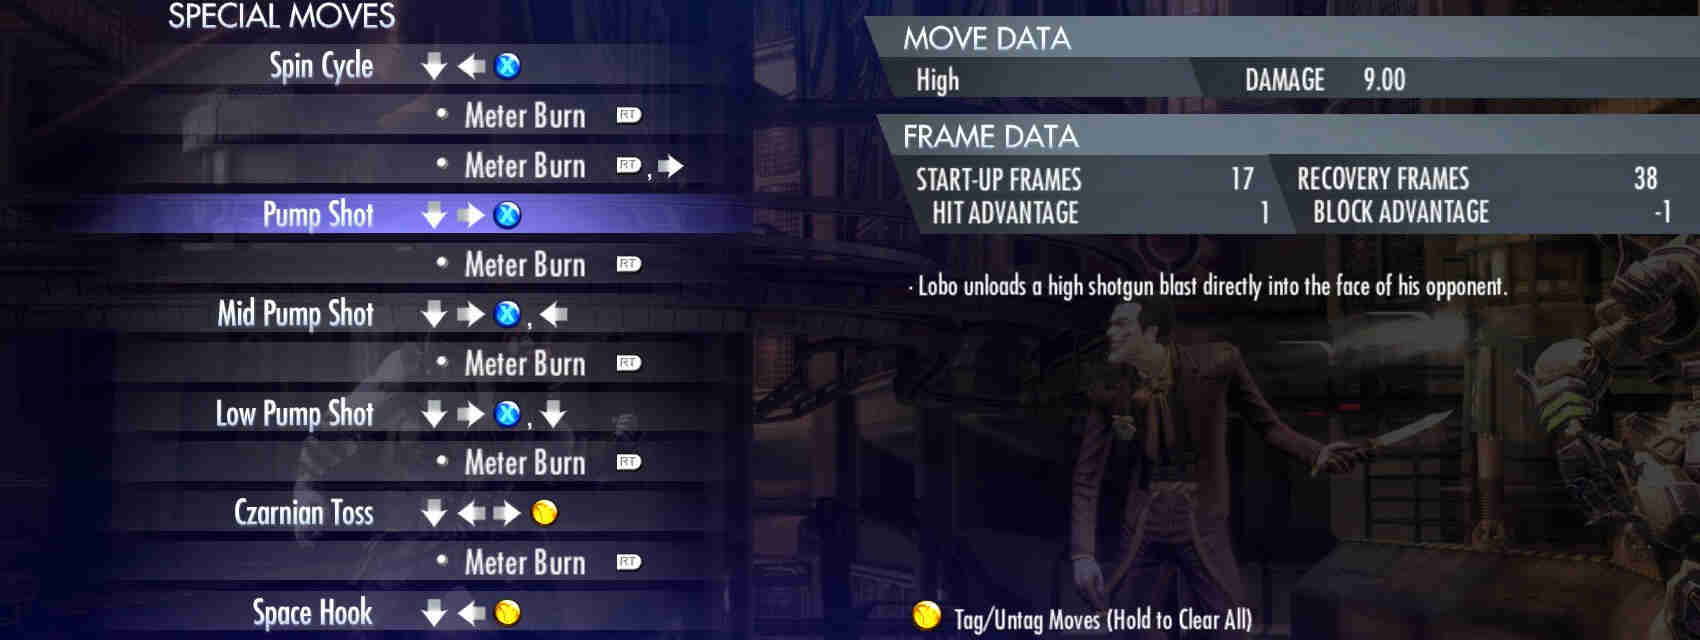 SPECIAL MOVES
Spin Cycle X
• Meter Burn RT
• Meter Burn RT ,
Pump Shot X
• Meter Burn RT
Mid Pump Shot X ,
• Meter Burn RT
Low Pump Shot X ,
• Meter Burn RT
Czarnian Toss Y
• Meter Burn RT
Space Hook Y
MOVE DATA
High DAMAGE 9.00
FRAME DATA
START-UP FRAMES 17 RECOVERY FRAMES 38
HIT ADVANTAGE 1 BLOCK ADVANTAGE -1
· Lobo unloads a high shotgun blast directly into the face of his opponent.
Y Tag/Untag Moves (Hold to Clear All)